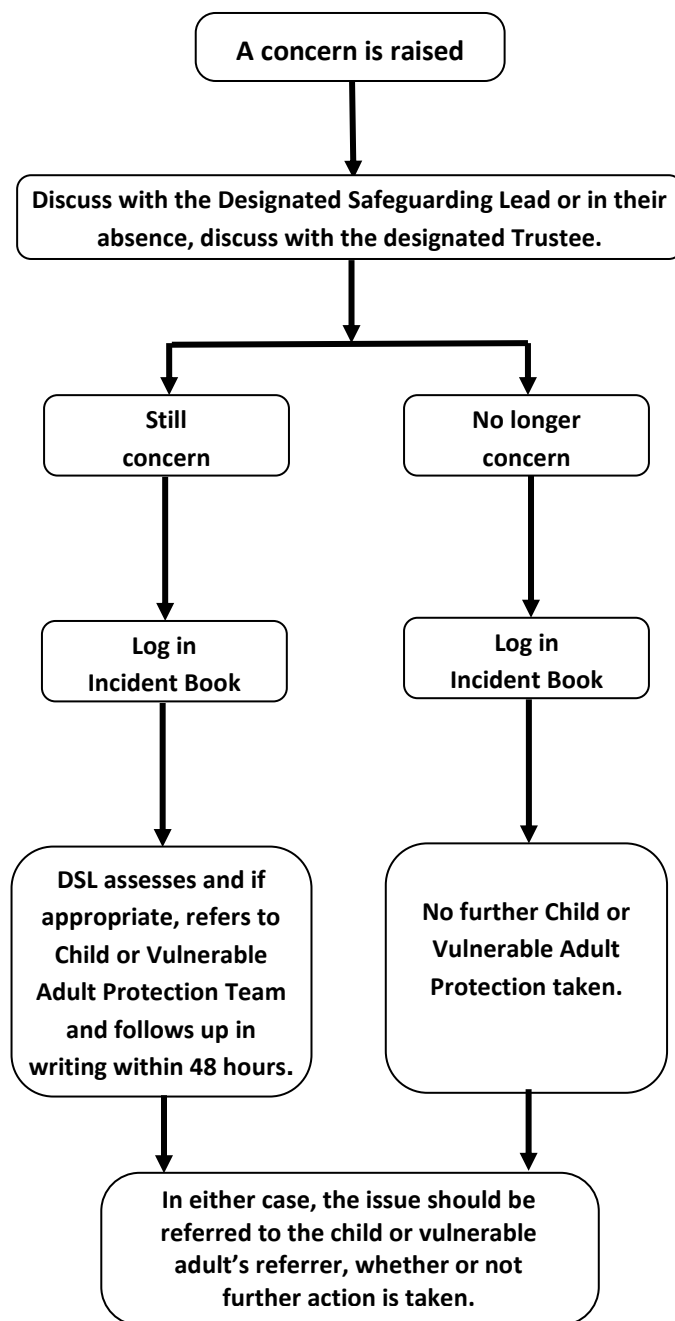 A concern is raised
Discuss with the Designated Safeguarding Lead or in their
absence, discuss with the designated Trustee.
Still
concern
No longer
concern
Log in
Incident Book
Log in
Incident Book
DSL assesses and if
appropriate, refers to
Child or Vulnerable
Adult Protection Team
and follows up in
writing within 48 hours.
No further Child or
Vulnerable Adult
Protection taken.
In either case, the issue should be
referred to the child or vulnerable
adult’s referrer, whether or not
further action is taken.